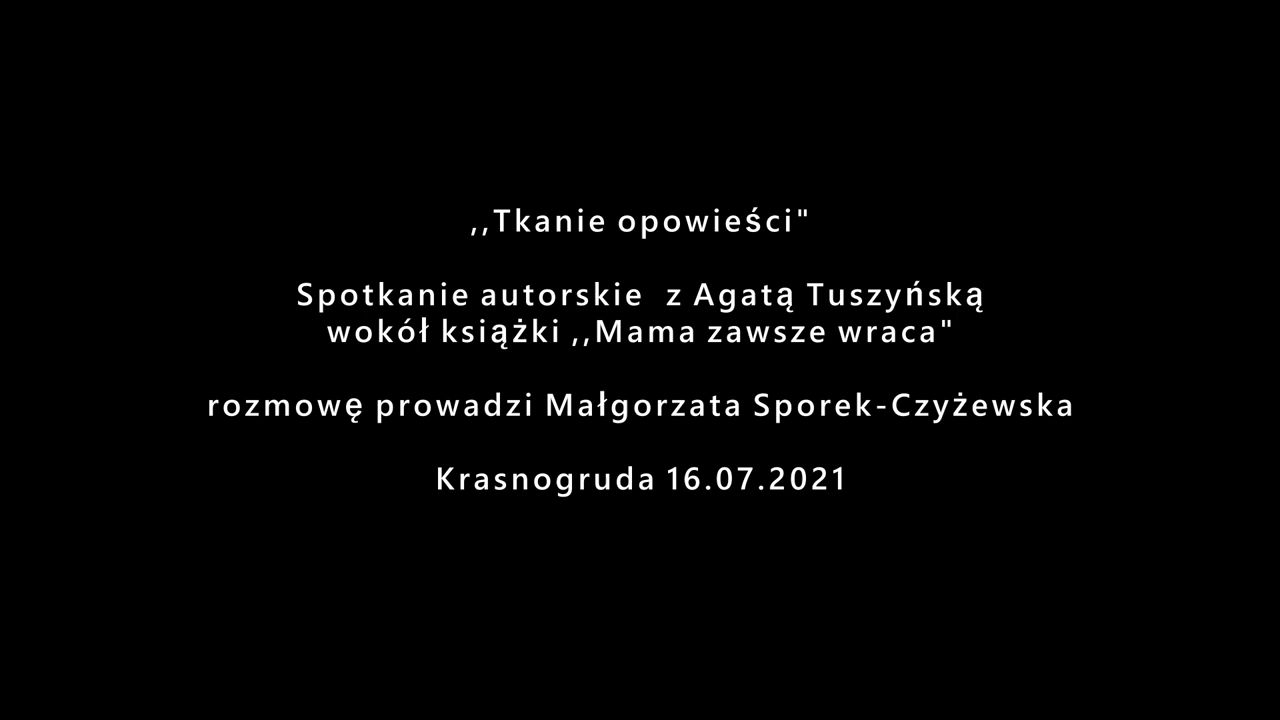 ,,Tkanie opowieści"
Spotkanie autorskie  z Agatą Tuszyńską
wokół książki ,,Mama zawsze wraca"
rozmowę prowadzi Małgorzata Sporek-Czyżewska
Krasnogruda 16.07.2021